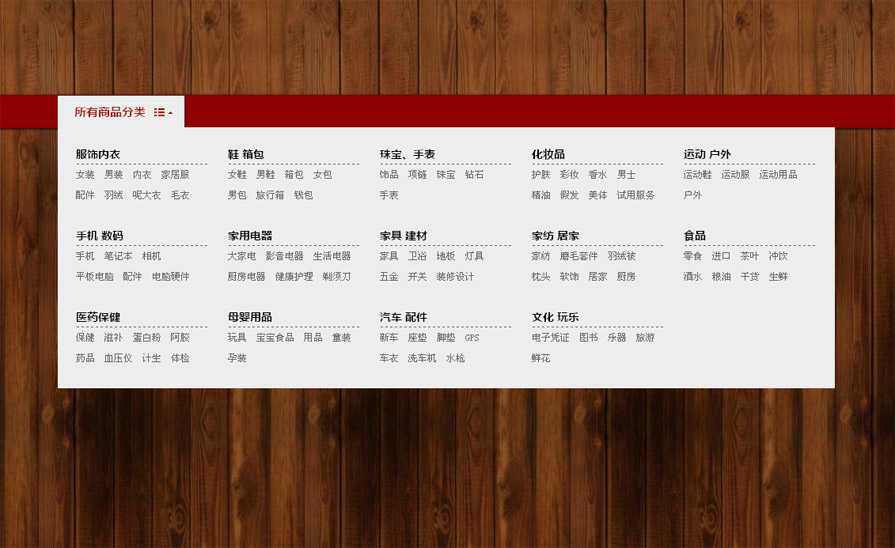 所有商品分类
服饰内衣
女装 男装 内衣 家居服
配件 羽绒 呢大衣 毛衣
鞋 箱包
女鞋 男鞋 箱包 女包
男包 旅行箱 钱包
珠宝、手表
饰品 项链 珠宝 钻石
手表
化妆品
护肤 彩妆 香水 男士
精油 假发 美体 试用服务
运动 户外
运动鞋 运动服 运动用品
户外
手机 数码
手机 笔记本 相机
平板电脑 配件 电脑硬件
家用电器
大家电 影音电器 生活电器
厨房电器 健康护理 剃须刀
家具 建材
家具 卫浴 地板 灯具
五金 开关 装修设计
家纺 居家
家纺 磨毛套件 羽绒被
枕头 软饰 居家 厨房
食品
零食 进口 茶叶 冲饮
酒水 粮油 干货 生鲜
医药保健
保健 滋补 蛋白粉 阿胶
药品 血压仪 计生 体检
母婴用品
玩具 宝宝食品 用品 童装
孕装
汽车 配件
新车 座垫 脚垫 GPS
车衣 洗车机 水枪
文化 玩乐
电子凭证 图书 乐器 旅游
鲜花